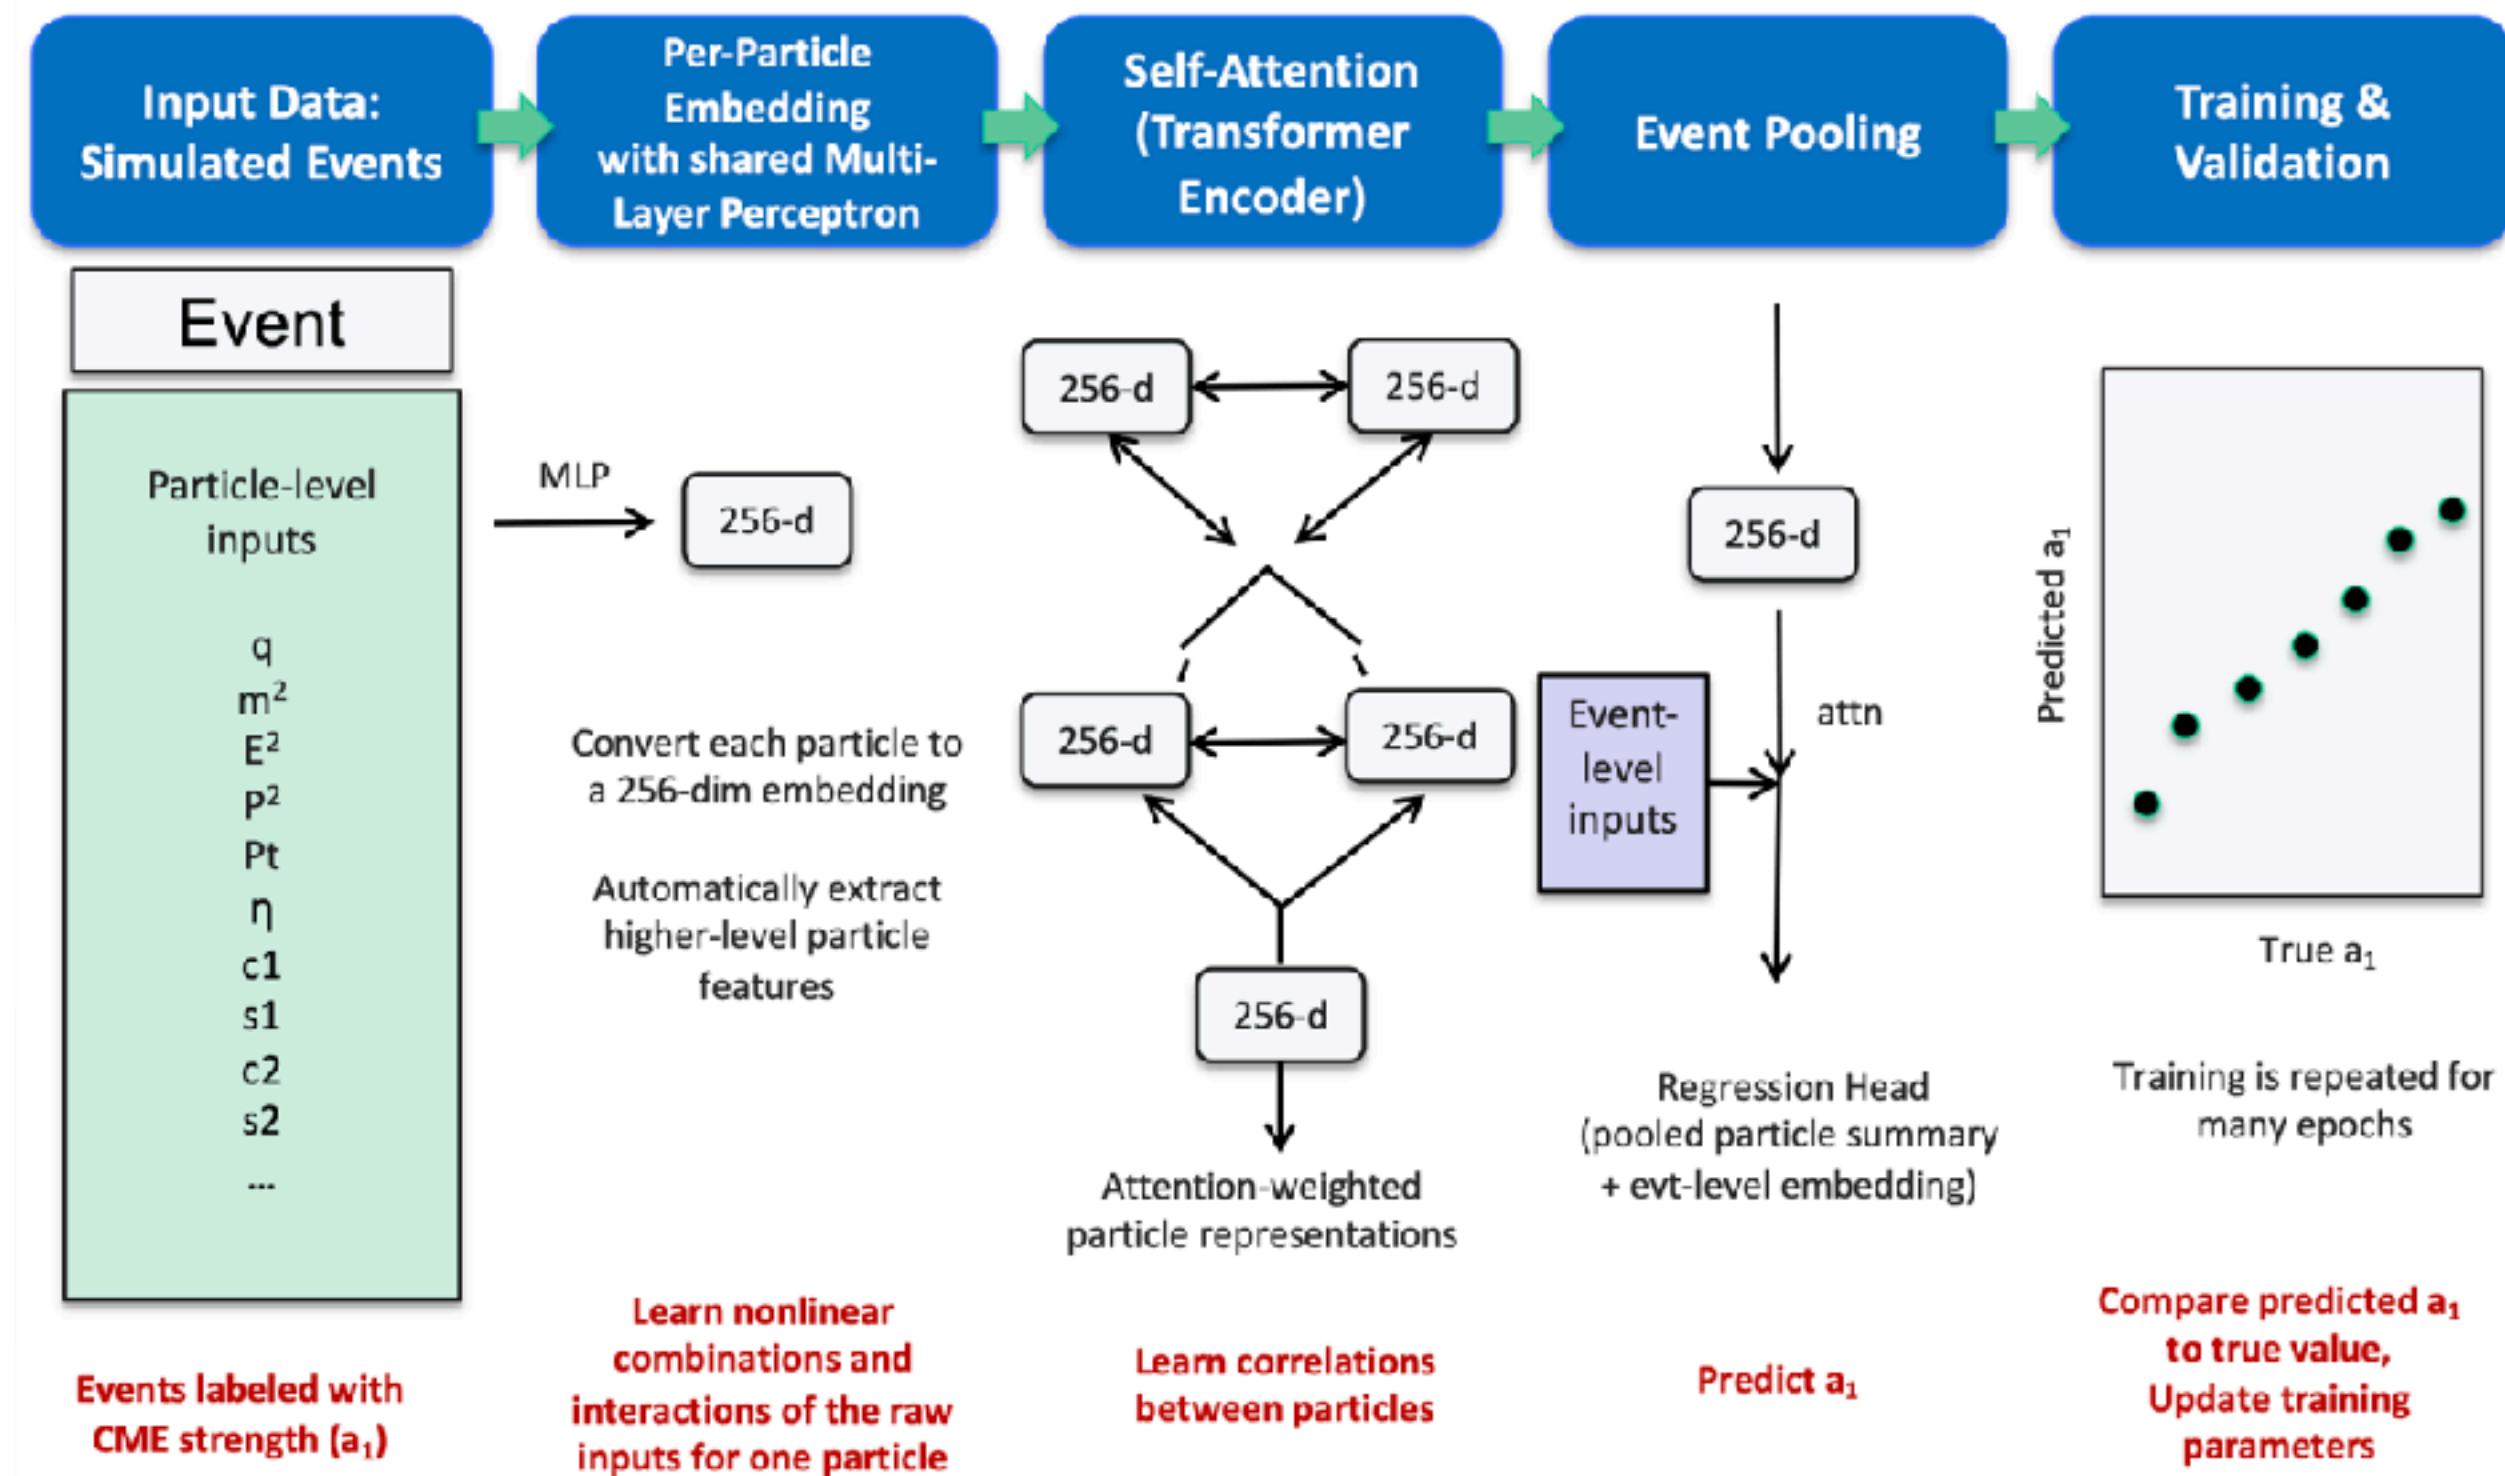 Input Data:
Simulated Events
Per-Particle
Embedding
with shared Multi-
Layer Perceptron
Self-Attention
(Transformer
Encoder)
Event Pooling
Training &
Validation
Event
Particle-level
inputs
q
m²
E²
P²
Pt
η
c1
s1
c2
s2
...
Events labeled with
CME strength (a₁)
MLP
256-d
Convert each particle to
a 256-dim embedding
Automatically extract
higher-level particle
features
Learn nonlinear
combinations and
interactions of the raw
inputs for one particle
256-d
256-d
256-d
256-d
256-d
Attention-weighted
particle representations
Learn correlations
between particles
256-d
Event-
level
inputs
attn
Regression Head
(pooled particle summary
+ evt-level embedding)
Predict a₁
Predicted a₁
True a₁
Training is repeated for
many epochs
Compare predicted a₁
to true value,
Update training
parameters